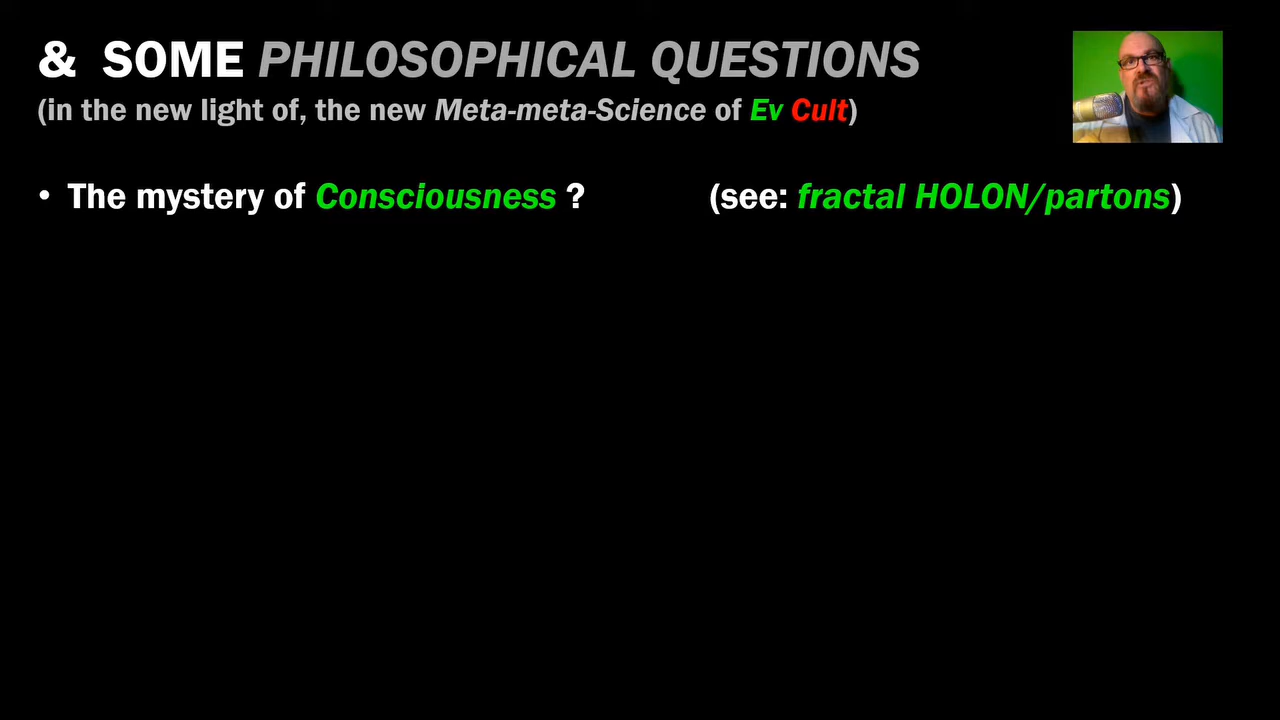 & SOME PHILOSOPHICAL QUESTIONS
(in the new light of, the new Meta-meta-Science of Ev Cult)
• The mystery of Consciousness ? (see: fractal HOLON/partons)